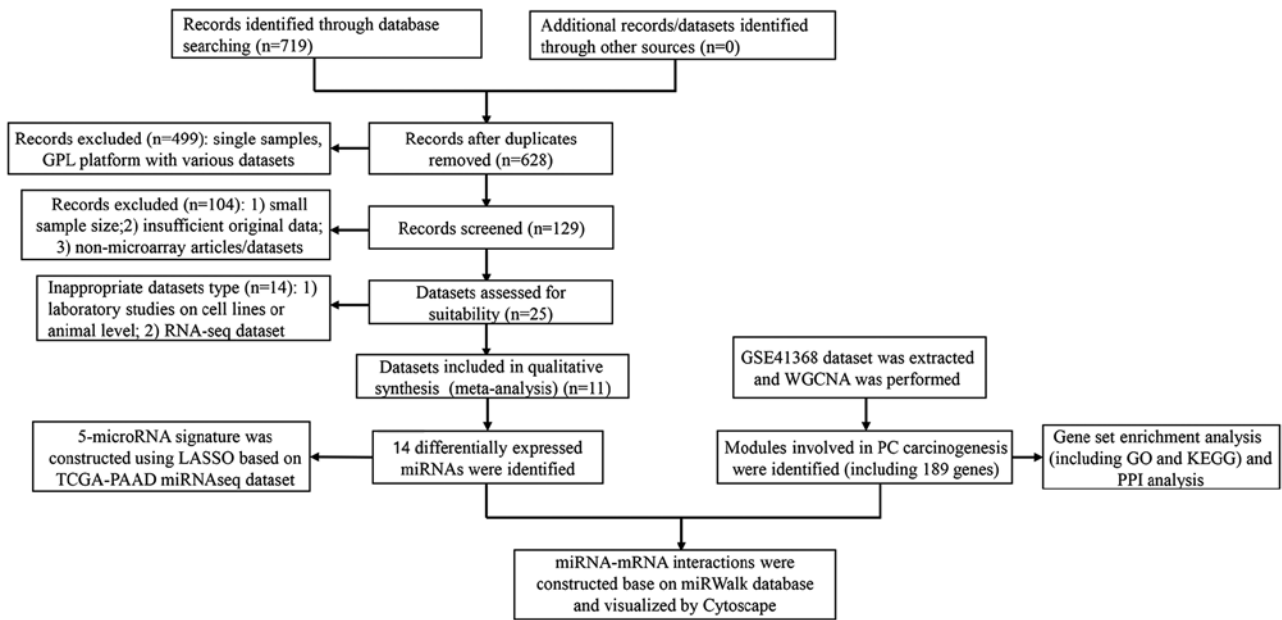 Records identified through database
searching (n=719)
Additional records/datasets identified
through other sources (n=0)
Records excluded (n=499): single samples,
GPL platform with various datasets
Records after duplicates
removed (n=628)
Records excluded (n=104): 1) small
sample size;2) insufficient original data;
3) non-microarray articles/datasets
Records screened (n=129)
Inappropriate datasets type (n=14): 1)
laboratory studies on cell lines or
animal level; 2) RNA-seq dataset
Datasets assessed for
suitability (n=25)
Datasets included in qualitative
synthesis (meta-analysis) (n=11)
GSE41368 dataset was extracted
and WGCNA was performed
5-microRNA signature was
constructed using LASSO based on
TCGA-PAAD miRNAseq dataset
14 differentially expressed
miRNAs were identified
Modules involved in PC carcinogenesis
were identified (including 189 genes)
Gene set enrichment analysis
(including GO and KEGG) and
PPI analysis
miRNA-mRNA interactions were
constructed base on miRWalk database
and visualized by Cytoscape